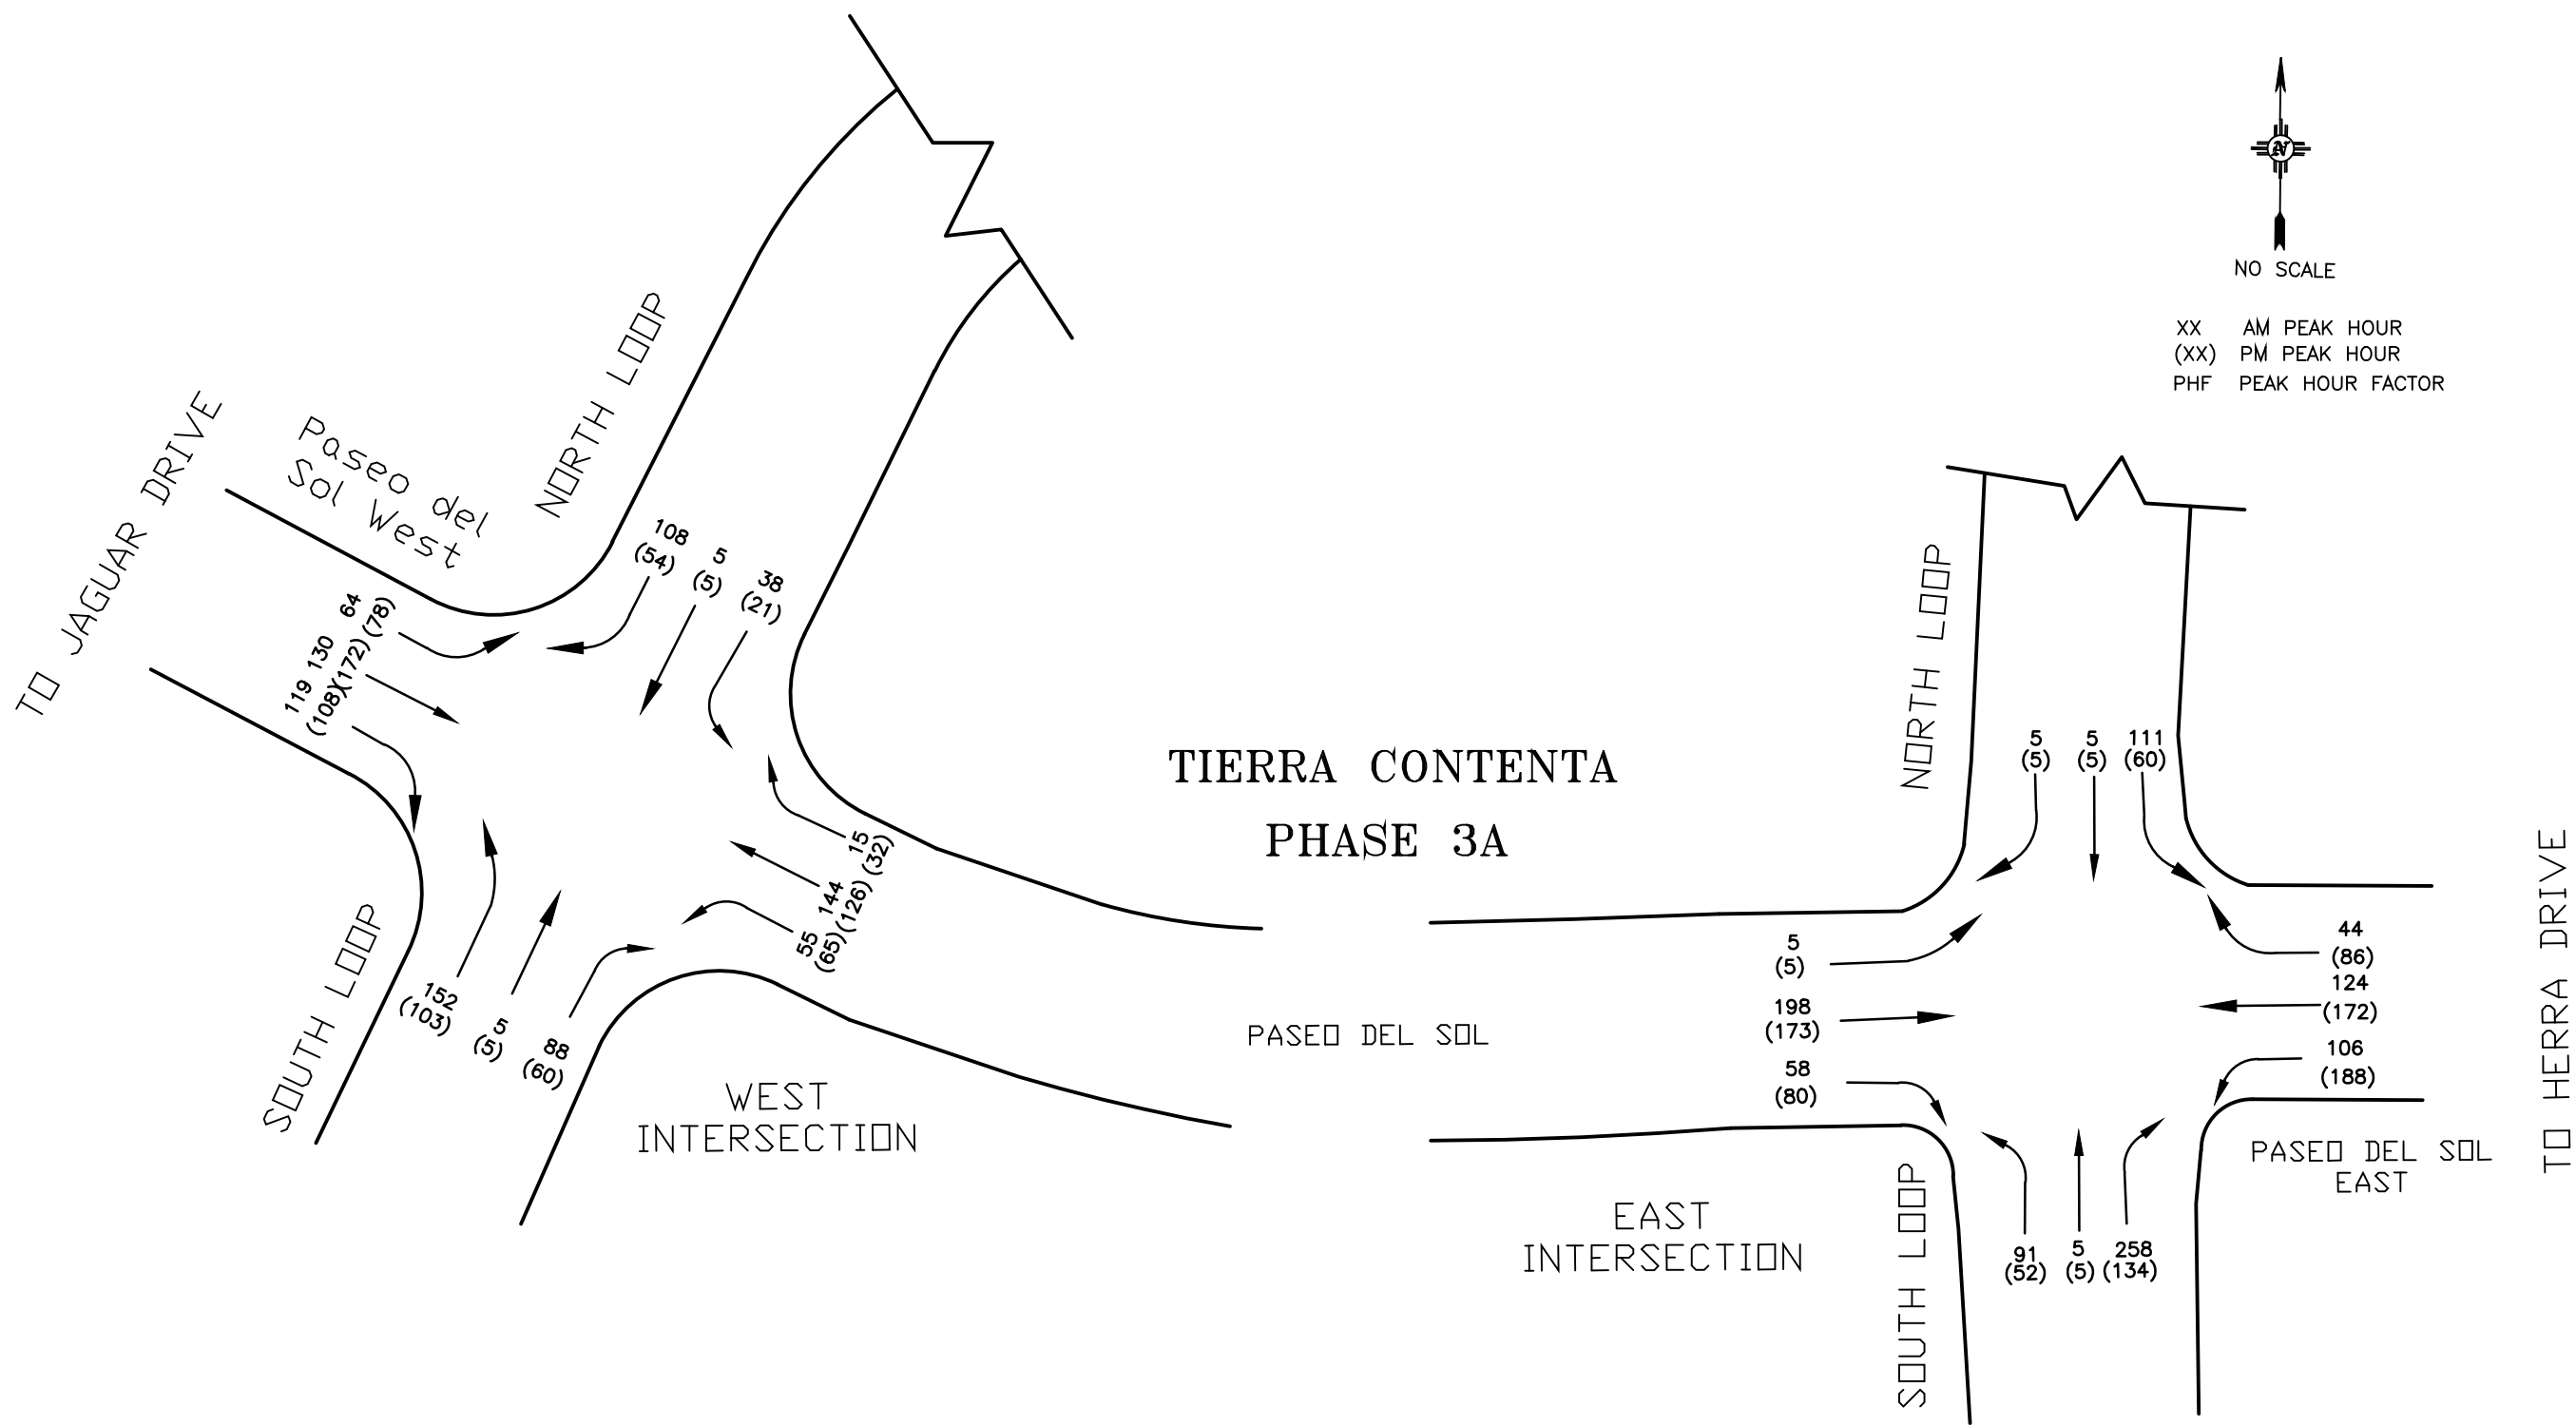 N
NO SCALE
XX AM PEAK HOUR
(XX) PM PEAK HOUR
PHF PEAK HOUR FACTOR
TO JAGUAR DRIVE
Paseo del
Sol West
NORTH LOOP
108
(54)
5
(5)
38
(21)
119 130 64
(108)(172)(78)
15
(32)
144
(126)
55
(65)
152
(103)
5
(5)
88
(60)
SOUTH LOOP
WEST
INTERSECTION
TIERRA CONTENTA
PHASE 3A
PASEO DEL SOL
NORTH LOOP
5 5 111
(5) (5) (60)
5
(5)
198
(173)
58
(80)
44
(86)
124
(172)
106
(188)
91 5 258
(52) (5) (134)
SOUTH LOOP
EAST
INTERSECTION
PASEO DEL SOL
EAST
TO HERRA DRIVE